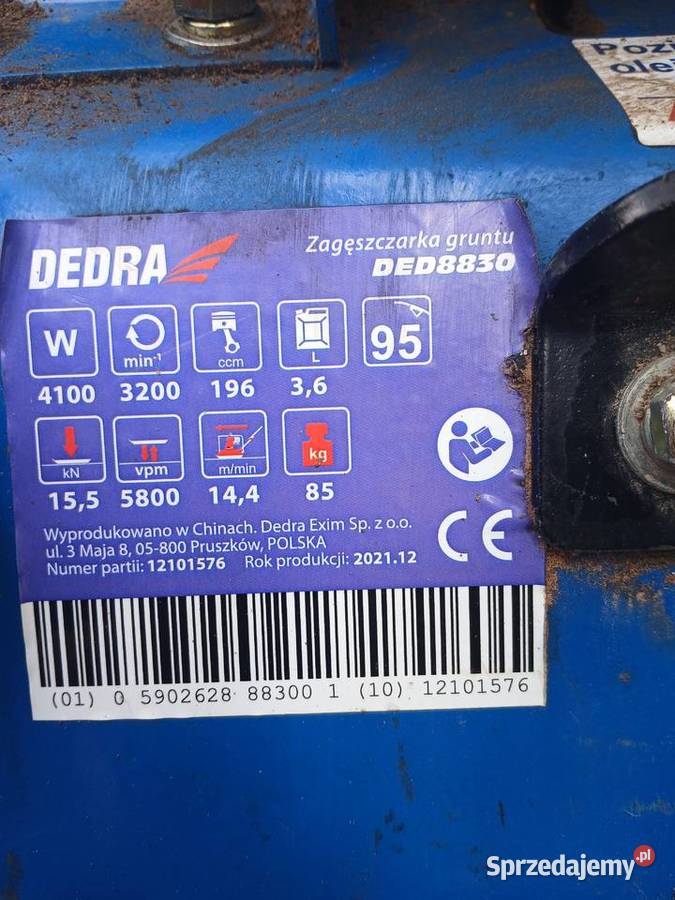 Pozi
ole
DEDRA
Zagęszczarka gruntu
DED8830
W min⁻¹ ccm L 95
4100 3200 196 3,6
kN vpm m/min kg
15,5 5800 14,4 85
Wyprodukowano w Chinach. Dedra Exim Sp. z o.o.
ul. 3 Maja 8, 05-800 Pruszków, POLSKA
Numer partii: 12101576 Rok produkcji: 2021.12
CE
(01) 0 5902628 88300 1 (10) 12101576
Sprzedajemy.pl